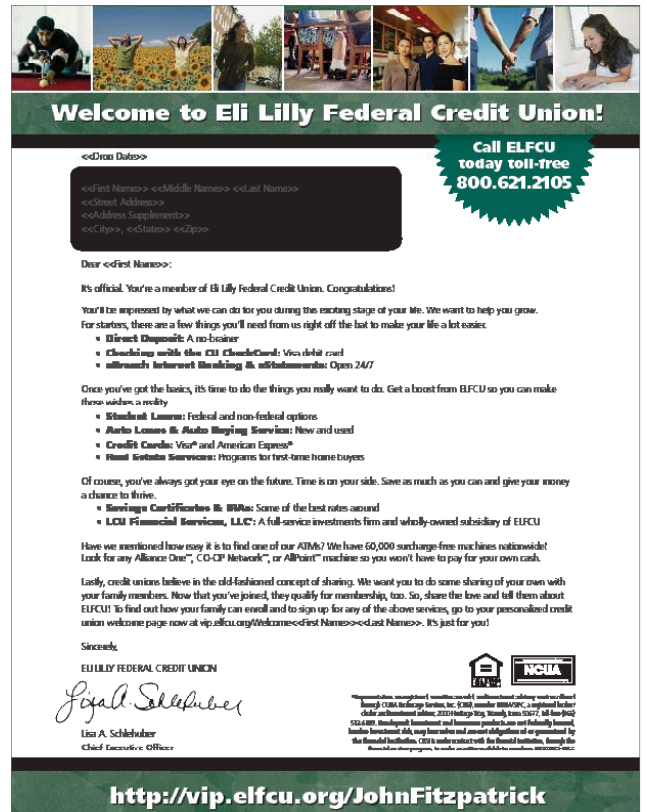 Welcome to Eli Lilly Federal Credit Union!
Call ELFCU
today toll-free
800.621.2105
<<Drop Date>>
<<First Name>> <<Middle Name>> <<Last Name>>
<<Street Address>>
<<Address Supplement>>
<<City>>, <<State>> <<Zip>>
Dear <<First Name>>:
It's official. You're a member of Eli Lilly Federal Credit Union. Congratulations!
You'll be impressed by what we can do for you during this exciting stage of your life. We want to help you grow.
For starters, there are a few things you'll need from us right off the bat to make your life a lot easier.
• Direct Deposit: A no-brainer
• Checking with the CU CheckCard: Visa debit card
• eBranch Internet Banking & eStatements: Open 24/7
Once you've got the basics, it's time to do the things you really want to do. Get a boost from ELFCU so you can make
those wishes a reality.
• Student Loans: Federal and non-federal options
• Auto Loans & Auto Buying Service: New and used
• Credit Cards: Visa® and American Express®
• Real Estate Services: Programs for first-time home buyers
Of course, you've always got your eye on the future. Time is on your side. Save as much as you can and give your money
a chance to thrive.
• Savings Certificates & IRAs: Some of the best rates around
• LCU Financial Services, LLC*: A full-service investments firm and wholly-owned subsidiary of ELFCU
Have we mentioned how easy it is to find one of our ATMs? We have 60,000 surcharge-free machines nationwide!
Look for any Alliance One™, CO-OP Network™, or AllPoint™ machine so you won't have to pay for your own cash.
Lastly, credit unions believe in the old-fashioned concept of sharing. We want you to do some sharing of your own with
your family members. Now that you've joined, they qualify for membership, too. So, share the love and tell them about
ELFCU! To find out how your family can enroll and to sign up for any of the above services, go to your personalized credit
union welcome page now at vip.elfcu.org/Welcome<<First Name>><<Last Name>>. It's just for you!
Sincerely,
ELI LILLY FEDERAL CREDIT UNION
NCUA
Lisa A. Schlehuber
Lisa A. Schlehuber
Chief Executive Officer
http://vip.elfcu.org/JohnFitzpatrick